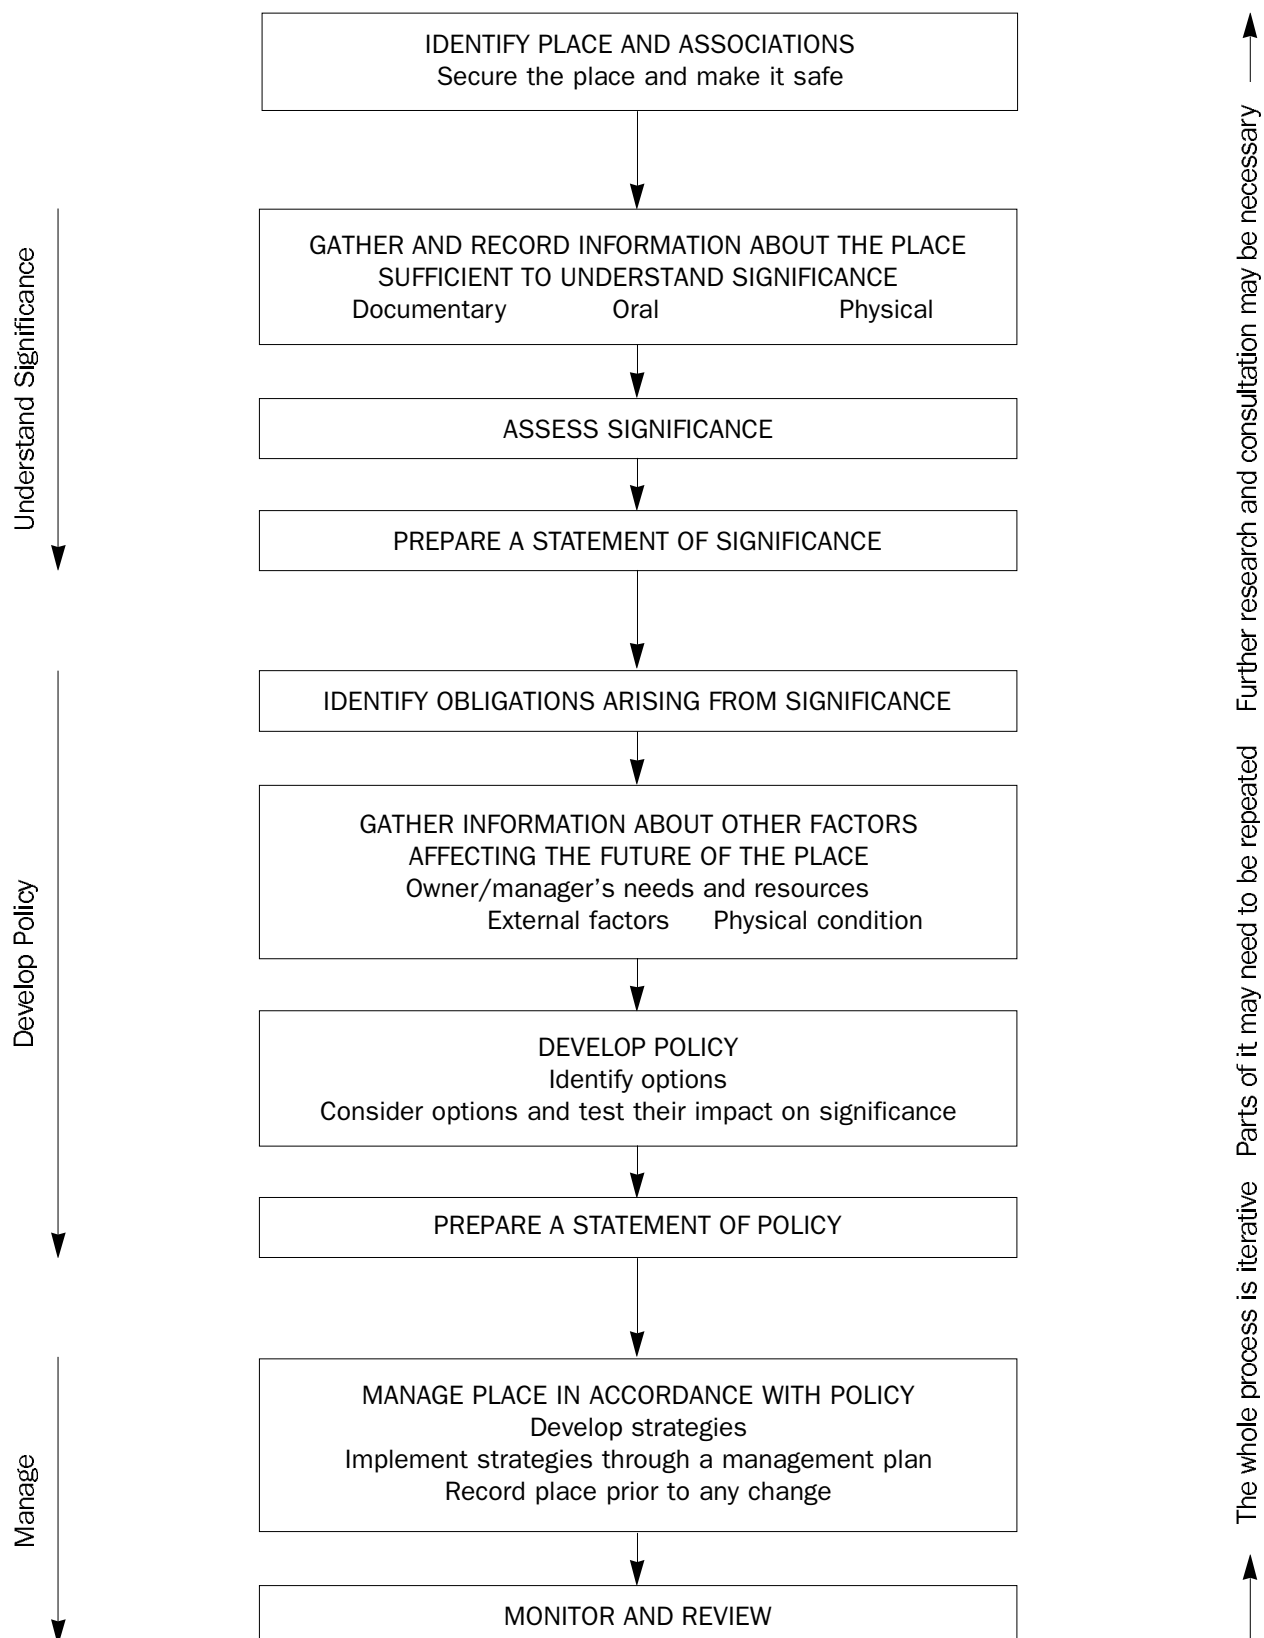 IDENTIFY PLACE AND ASSOCIATIONS
Secure the place and make it safe
Understand Significance
GATHER AND RECORD INFORMATION ABOUT THE PLACE
SUFFICIENT TO UNDERSTAND SIGNIFICANCE
Documentary Oral Physical
ASSESS SIGNIFICANCE
PREPARE A STATEMENT OF SIGNIFICANCE
Develop Policy
IDENTIFY OBLIGATIONS ARISING FROM SIGNIFICANCE
GATHER INFORMATION ABOUT OTHER FACTORS
AFFECTING THE FUTURE OF THE PLACE
Owner/manager’s needs and resources
External factors Physical condition
DEVELOP POLICY
Identify options
Consider options and test their impact on significance
PREPARE A STATEMENT OF POLICY
Manage
MANAGE PLACE IN ACCORDANCE WITH POLICY
Develop strategies
Implement strategies through a management plan
Record place prior to any change
MONITOR AND REVIEW
The whole process is iterative Parts of it may need to be repeated Further research and consultation may be necessary